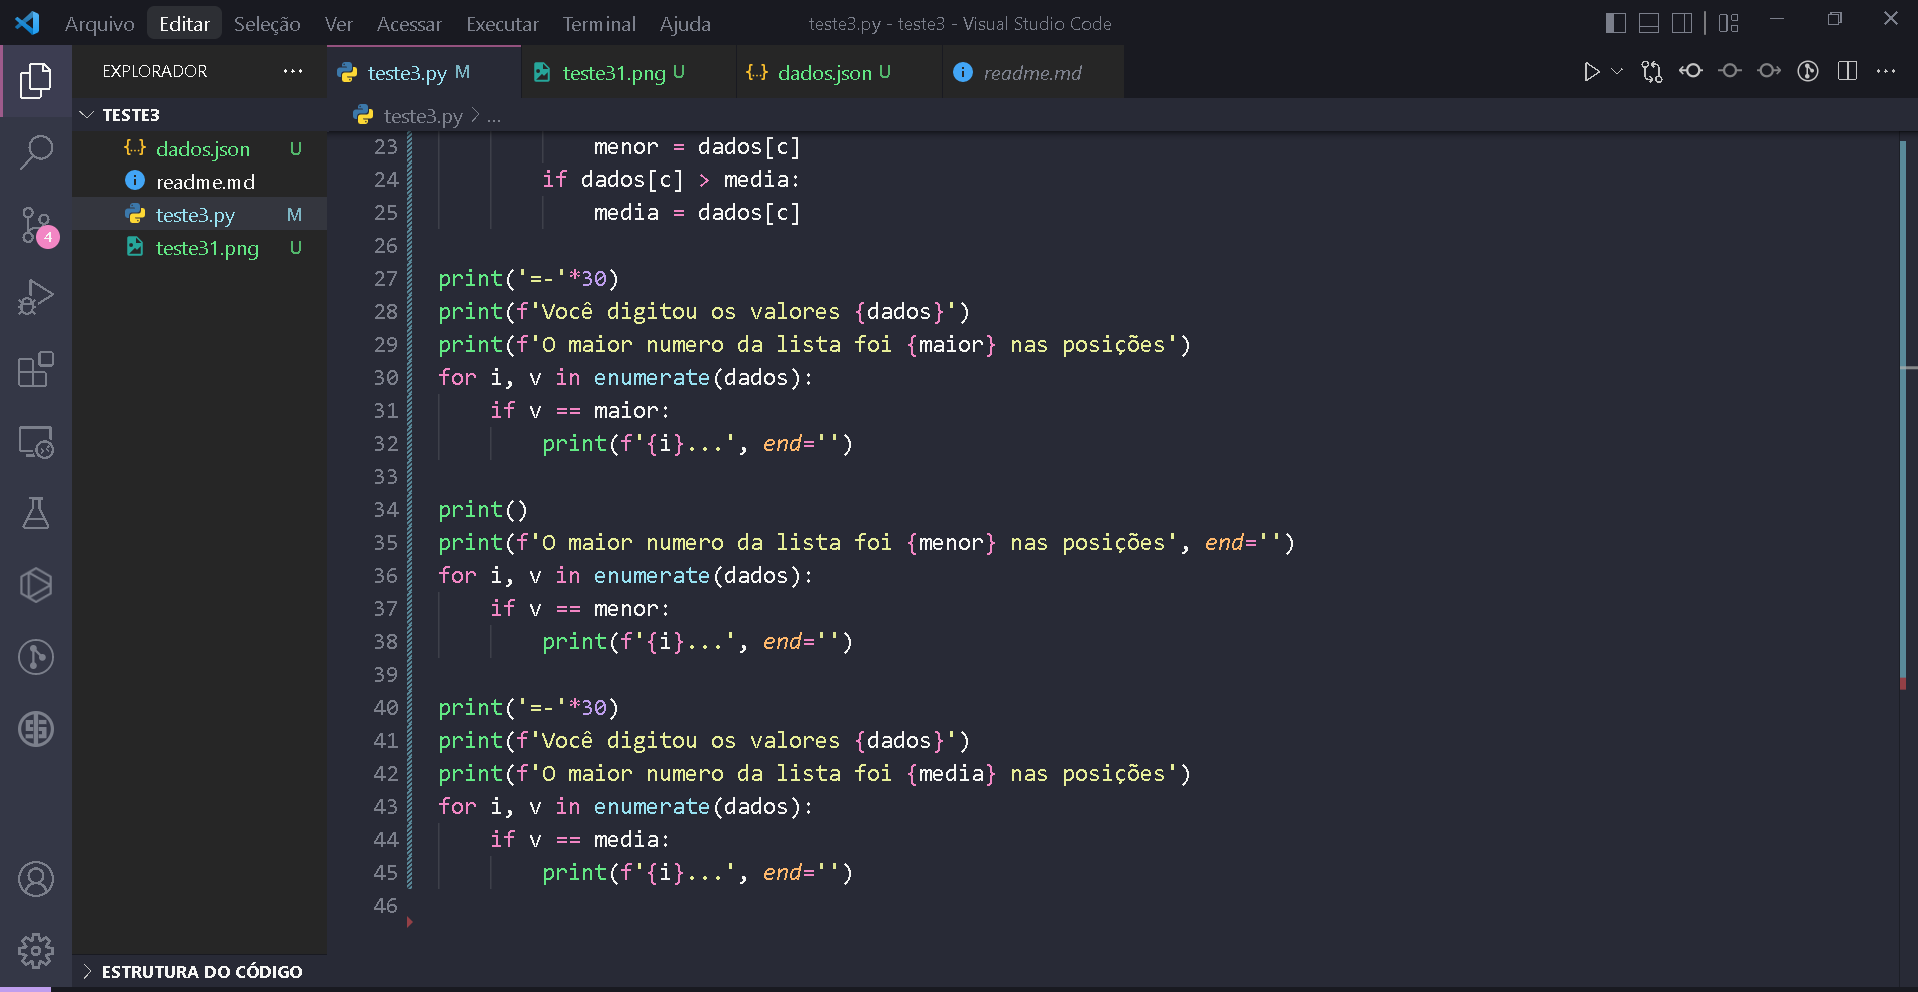 Arquivo Editar Seleção Ver Acessar Executar Terminal Ajuda teste3.py - teste3 - Visual Studio Code
EXPLORADOR ...
teste3.py M teste31.png U dados.json U readme.md
TESTE3
teste3.py > ...
dados.json U
readme.md
teste3.py M
teste31.png U
4
23 menor = dados[c]
24 if dados[c] > media:
25 media = dados[c]
26
27 print('=-'*30)
28 print(f'Você digitou os valores {dados}')
29 print(f'O maior numero da lista foi {maior} nas posições')
30 for i, v in enumerate(dados):
31 if v == maior:
32 print(f'{i}...', end='')
33
34 print()
35 print(f'O maior numero da lista foi {menor} nas posições', end='')
36 for i, v in enumerate(dados):
37 if v == menor:
38 print(f'{i}...', end='')
39
40 print('=-'*30)
41 print(f'Você digitou os valores {dados}')
42 print(f'O maior numero da lista foi {media} nas posições')
43 for i, v in enumerate(dados):
44 if v == media:
45 print(f'{i}...', end='')
46
ESTRUTURA DO CÓDIGO